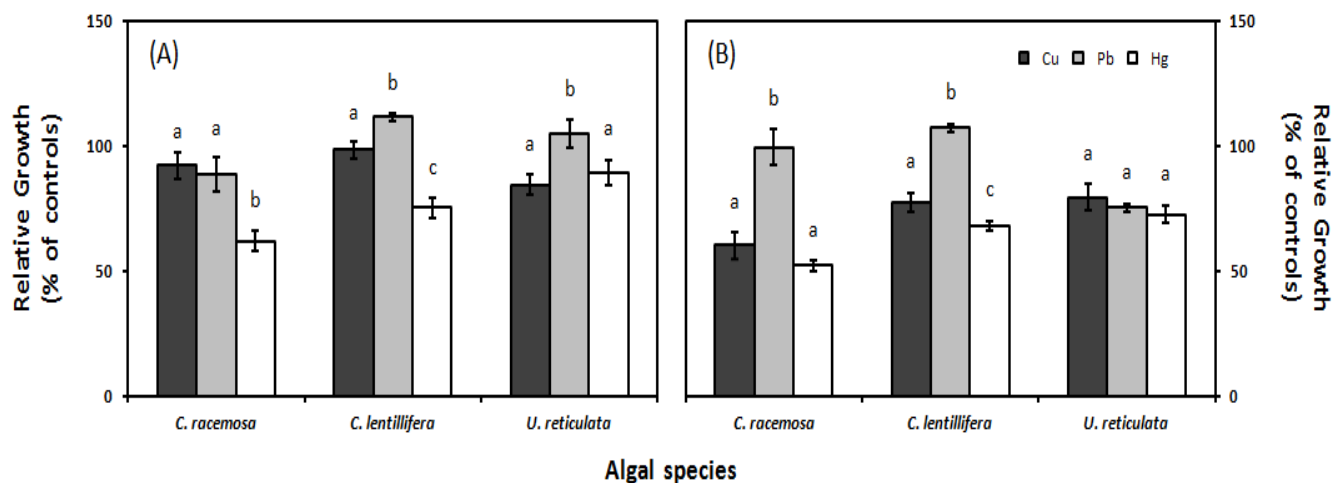 Relative Growth
(% of controls)
150
100
50
0
(A)
a
a
b
a
b
c
a
b
a
C. racemosa
C. lentillifera
U. reticulata
(B)
Cu
Pb
Hg
a
b
a
a
b
c
a
a
a
C. racemosa
C. lentillifera
U. reticulata
150
100
50
0
Relative Growth
(% of controls)
Algal species